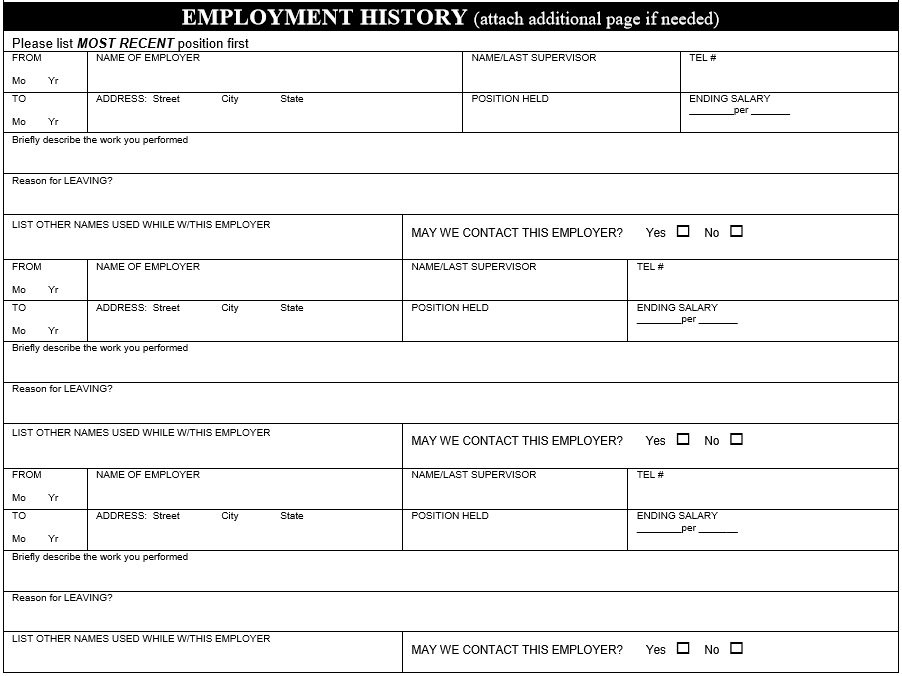 EMPLOYMENT HISTORY (attach additional page if needed)
Please list MOST RECENT position first
FROM NAME OF EMPLOYER NAME/LAST SUPERVISOR TEL #
Mo Yr
TO ADDRESS: Street City State POSITION HELD ENDING SALARY
________per _______
Mo Yr
Briefly describe the work you performed
Reason for LEAVING?
LIST OTHER NAMES USED WHILE W/THIS EMPLOYER
MAY WE CONTACT THIS EMPLOYER? Yes ☐ No ☐
FROM NAME OF EMPLOYER NAME/LAST SUPERVISOR TEL #
Mo Yr
TO ADDRESS: Street City State POSITION HELD ENDING SALARY
________per _______
Mo Yr
Briefly describe the work you performed
Reason for LEAVING?
LIST OTHER NAMES USED WHILE W/THIS EMPLOYER
MAY WE CONTACT THIS EMPLOYER? Yes ☐ No ☐
FROM NAME OF EMPLOYER NAME/LAST SUPERVISOR TEL #
Mo Yr
TO ADDRESS: Street City State POSITION HELD ENDING SALARY
________per _______
Mo Yr
Briefly describe the work you performed
Reason for LEAVING?
LIST OTHER NAMES USED WHILE W/THIS EMPLOYER
MAY WE CONTACT THIS EMPLOYER? Yes ☐ No ☐